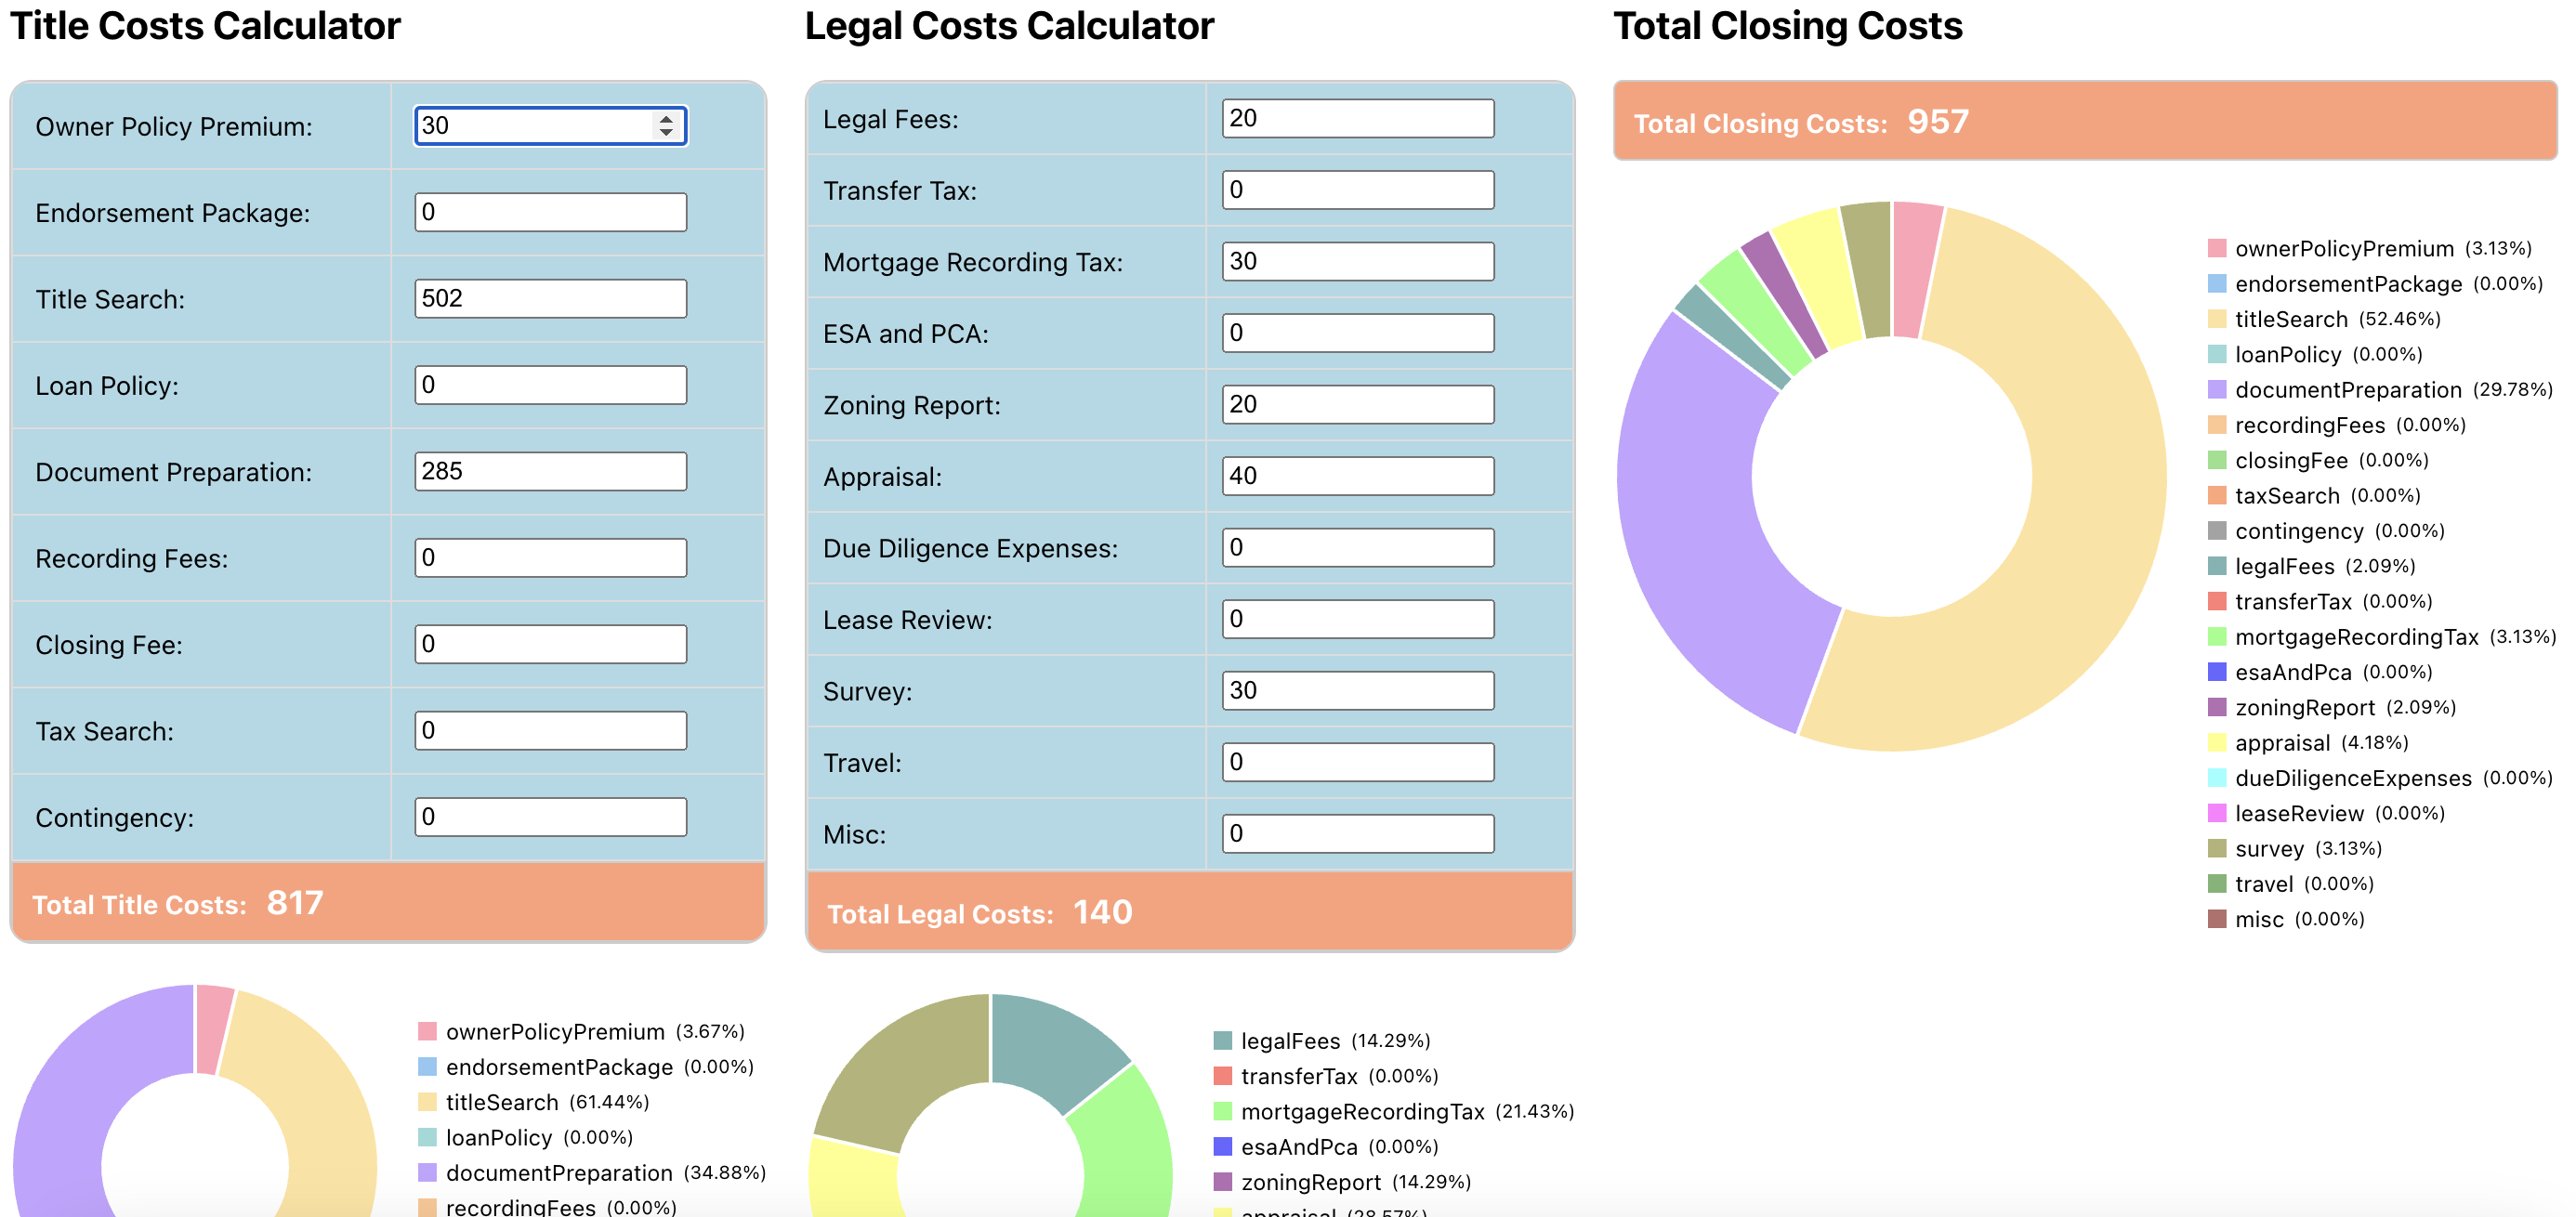 Title Costs Calculator
Owner Policy Premium: 30
Endorsement Package: 0
Title Search: 502
Loan Policy: 0
Document Preparation: 285
Recording Fees: 0
Closing Fee: 0
Tax Search: 0
Contingency: 0
Total Title Costs: 817
ownerPolicyPremium (3.67%)
endorsementPackage (0.00%)
titleSearch (61.44%)
loanPolicy (0.00%)
documentPreparation (34.88%)
recordingFees (0.00%)
Legal Costs Calculator
Legal Fees: 20
Transfer Tax: 0
Mortgage Recording Tax: 30
ESA and PCA: 0
Zoning Report: 20
Appraisal: 40
Due Diligence Expenses: 0
Lease Review: 0
Survey: 30
Travel: 0
Misc: 0
Total Legal Costs: 140
legalFees (14.29%)
transferTax (0.00%)
mortgageRecordingTax (21.43%)
esaAndPca (0.00%)
zoningReport (14.29%)
appraisal (28.57%)
Total Closing Costs
Total Closing Costs: 957
ownerPolicyPremium (3.13%)
endorsementPackage (0.00%)
titleSearch (52.46%)
loanPolicy (0.00%)
documentPreparation (29.78%)
recordingFees (0.00%)
closingFee (0.00%)
taxSearch (0.00%)
contingency (0.00%)
legalFees (2.09%)
transferTax (0.00%)
mortgageRecordingTax (3.13%)
esaAndPca (0.00%)
zoningReport (2.09%)
appraisal (4.18%)
dueDiligenceExpenses (0.00%)
leaseReview (0.00%)
survey (3.13%)
travel (0.00%)
misc (0.00%)